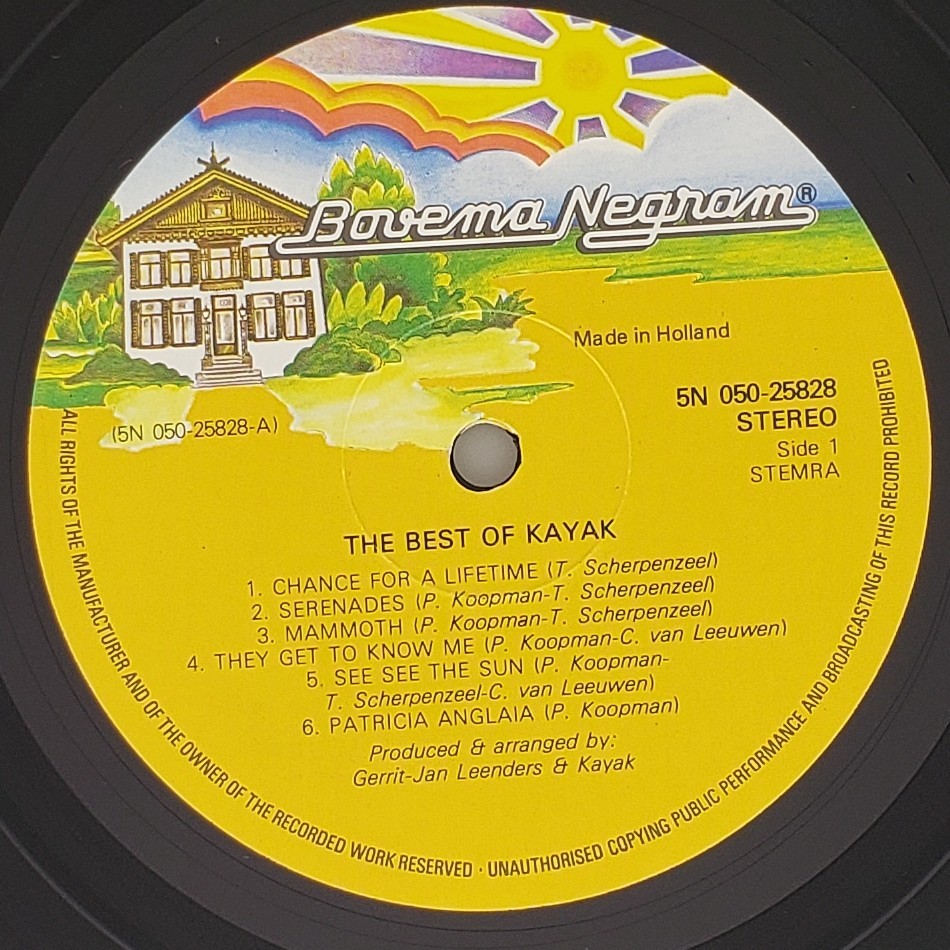 Bovema Negram®
Made in Holland
5N 050-25828
STEREO
Side 1
STEMRA
(5N 050-25828-A)
THE BEST OF KAYAK
1. CHANCE FOR A LIFETIME (T. Scherpenzeel)
2. SERENADES (P. Koopman-T. Scherpenzeel)
3. MAMMOTH (P. Koopman-T. Scherpenzeel)
4. THEY GET TO KNOW ME (P. Koopman-C. van Leeuwen)
5. SEE SEE THE SUN (P. Koopman-
T. Scherpenzeel-C. van Leeuwen)
6. PATRICIA ANGLAIA (P. Koopman)
Produced & arranged by:
Gerrit-Jan Leenders & Kayak
ALL RIGHTS OF THE MANUFACTURER AND OF THE OWNER OF THE RECORDED WORK RESERVED · UNAUTHORISED COPYING PUBLIC PERFORMANCE AND BROADCASTING OF THIS RECORD PROHIBITED